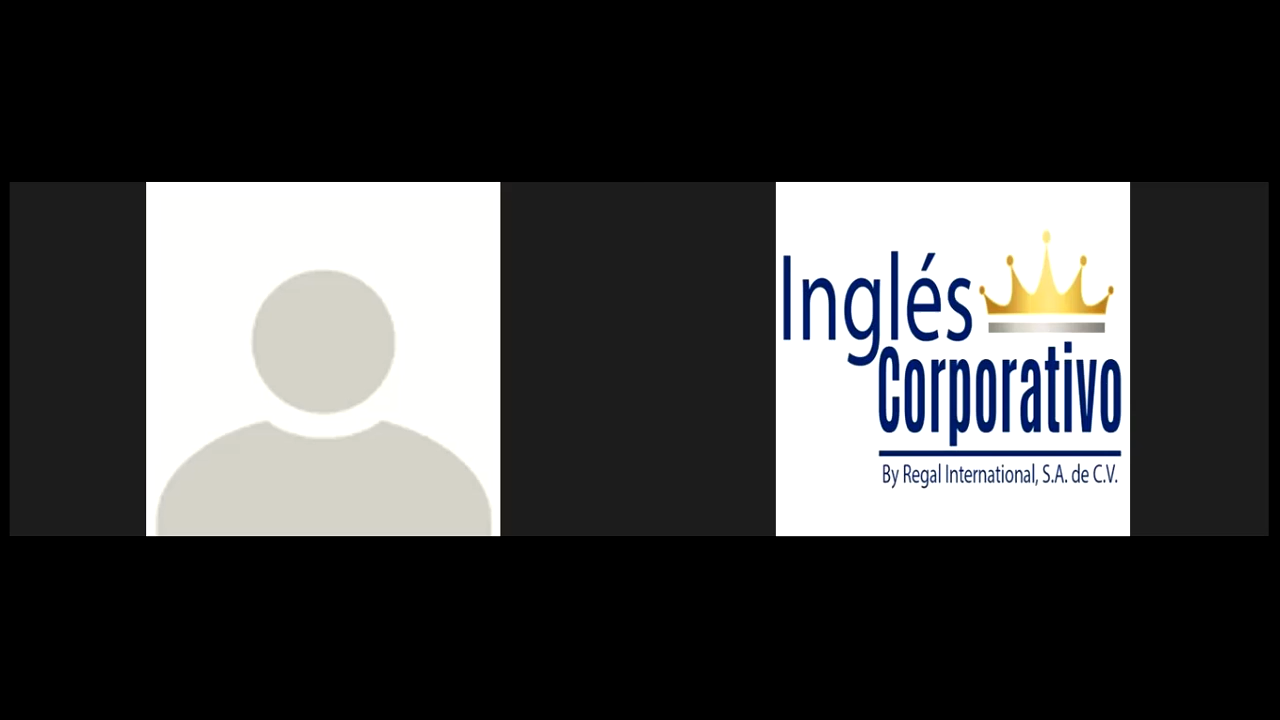 Inglés
Corporativo
By Regal International, S.A. de C.V.